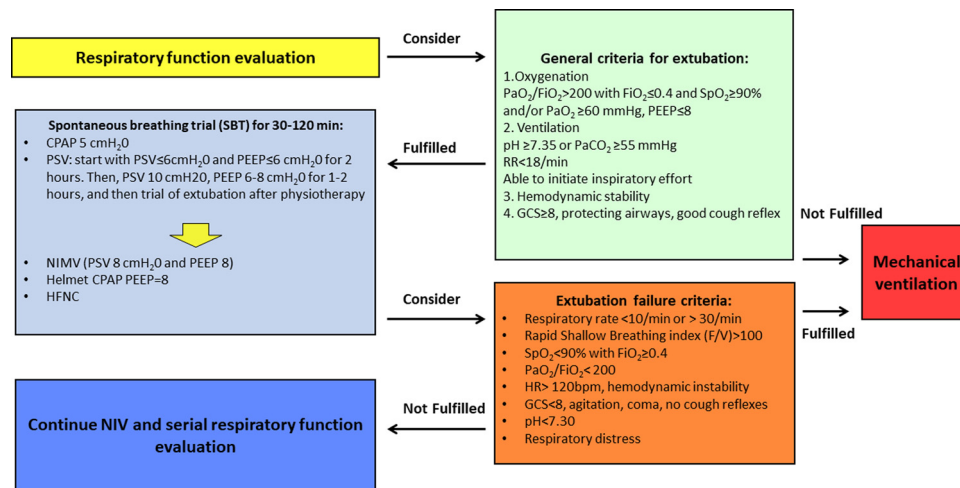 Respiratory function evaluation
Consider
General criteria for extubation:
1.Oxygenation
PaO₂/FiO₂>200 with FiO₂≤0.4 and SpO₂≥90%
and/or PaO₂ ≥60 mmHg, PEEP≤8
2. Ventilation
pH ≥7.35 or PaCO₂ ≥55 mmHg
RR<18/min
Able to initiate inspiratory effort
3. Hemodynamic stability
4. GCS≥8, protecting airways, good cough reflex
Fulfilled
Spontaneous breathing trial (SBT) for 30-120 min:
• CPAP 5 cmH₂0
• PSV: start with PSV≤6cmH₂0 and PEEP≤6 cmH₂0 for 2
hours. Then, PSV 10 cmH20, PEEP 6-8 cmH₂0 for 1-2
hours, and then trial of extubation after physiotherapy
• NIMV (PSV 8 cmH₂0 and PEEP 8)
• Helmet CPAP PEEP=8
• HFNC
Not Fulfilled
Mechanical
ventilation
Fulfilled
Consider
Extubation failure criteria:
• Respiratory rate <10/min or > 30/min
• Rapid Shallow Breathing index (F/V)>100
• SpO₂<90% with FiO₂≥0.4
• PaO₂/FiO₂< 200
• HR> 120bpm, hemodynamic instability
• GCS<8, agitation, coma, no cough reflexes
• pH<7.30
• Respiratory distress
Not Fulfilled
Continue NIV and serial respiratory function
evaluation